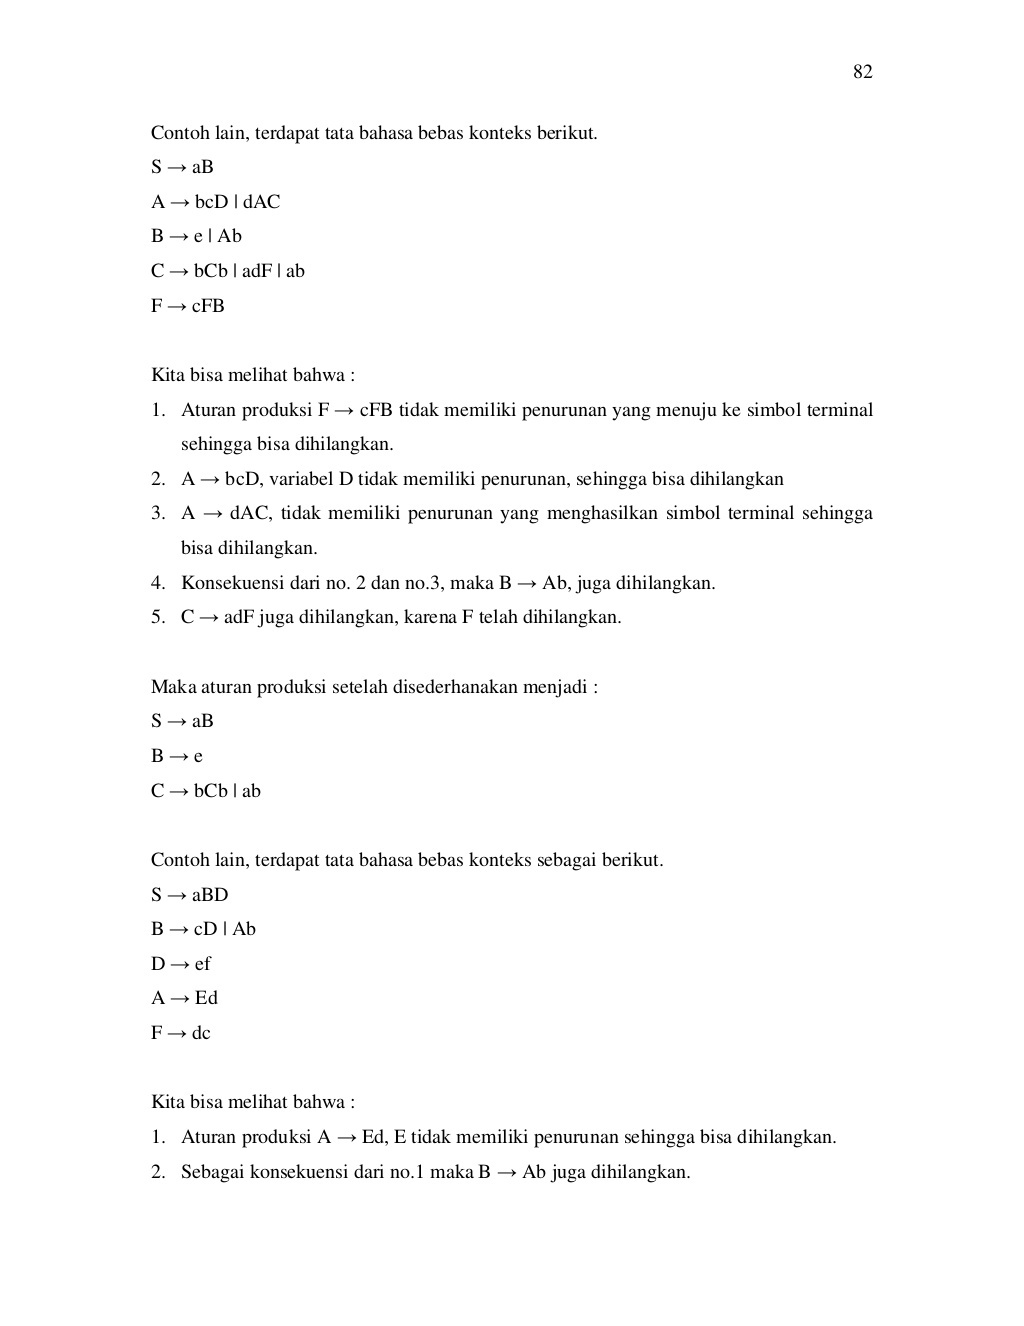 82
Contoh lain, terdapat tata bahasa bebas konteks berikut.
S → aB
A → bcD | dAC
B → e | Ab
C → bCb | adF | ab
F → cFB
Kita bisa melihat bahwa :
1. Aturan produksi F → cFB tidak memiliki penurunan yang menuju ke simbol terminal
sehingga bisa dihilangkan.
2. A → bcD, variabel D tidak memiliki penurunan, sehingga bisa dihilangkan
3. A → dAC, tidak memiliki penurunan yang menghasilkan simbol terminal sehingga
bisa dihilangkan.
4. Konsekuensi dari no. 2 dan no.3, maka B → Ab, juga dihilangkan.
5. C → adF juga dihilangkan, karena F telah dihilangkan.
Maka aturan produksi setelah disederhanakan menjadi :
S → aB
B → e
C → bCb | ab
Contoh lain, terdapat tata bahasa bebas konteks sebagai berikut.
S → aBD
B → cD | Ab
D → ef
A → Ed
F → dc
Kita bisa melihat bahwa :
1. Aturan produksi A → Ed, E tidak memiliki penurunan sehingga bisa dihilangkan.
2. Sebagai konsekuensi dari no.1 maka B → Ab juga dihilangkan.